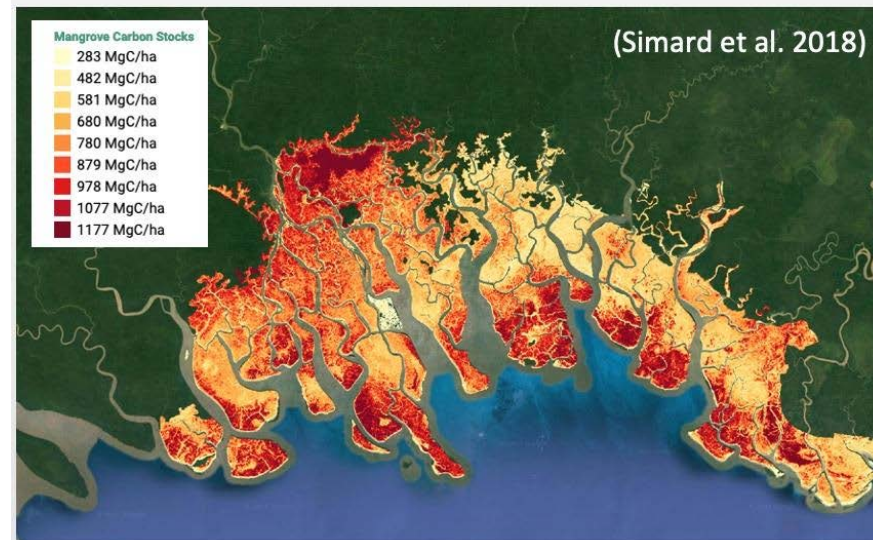 (Simard et al. 2018)
Mangrove Carbon Stocks
283 MgC/ha
482 MgC/ha
581 MgC/ha
680 MgC/ha
780 MgC/ha
879 MgC/ha
978 MgC/ha
1077 MgC/ha
1177 MgC/ha